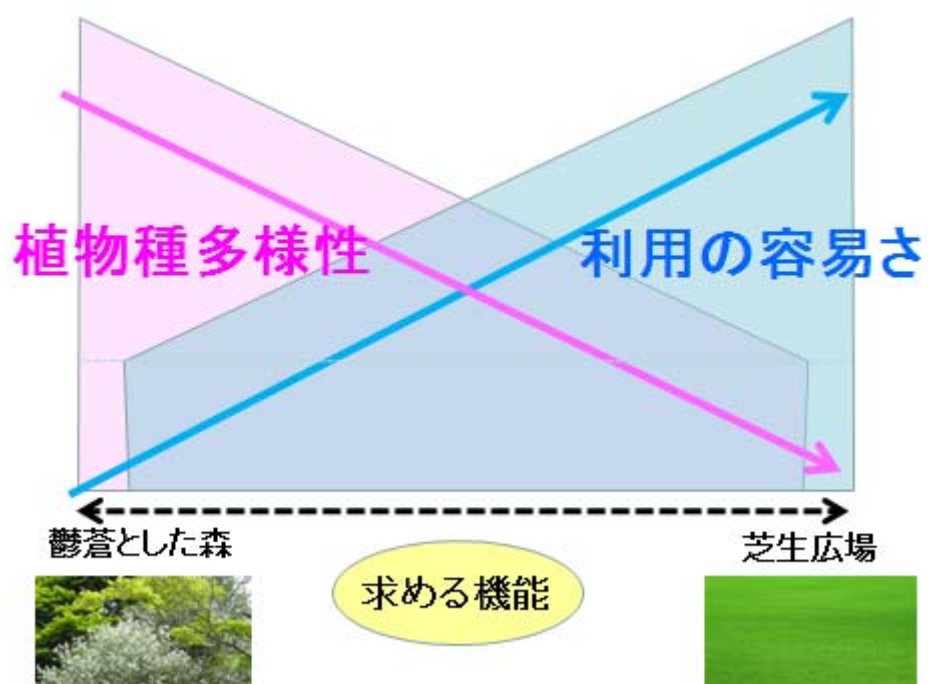 植物種多様性
利用の容易さ
鬱蒼とした森
芝生広場
求める機能